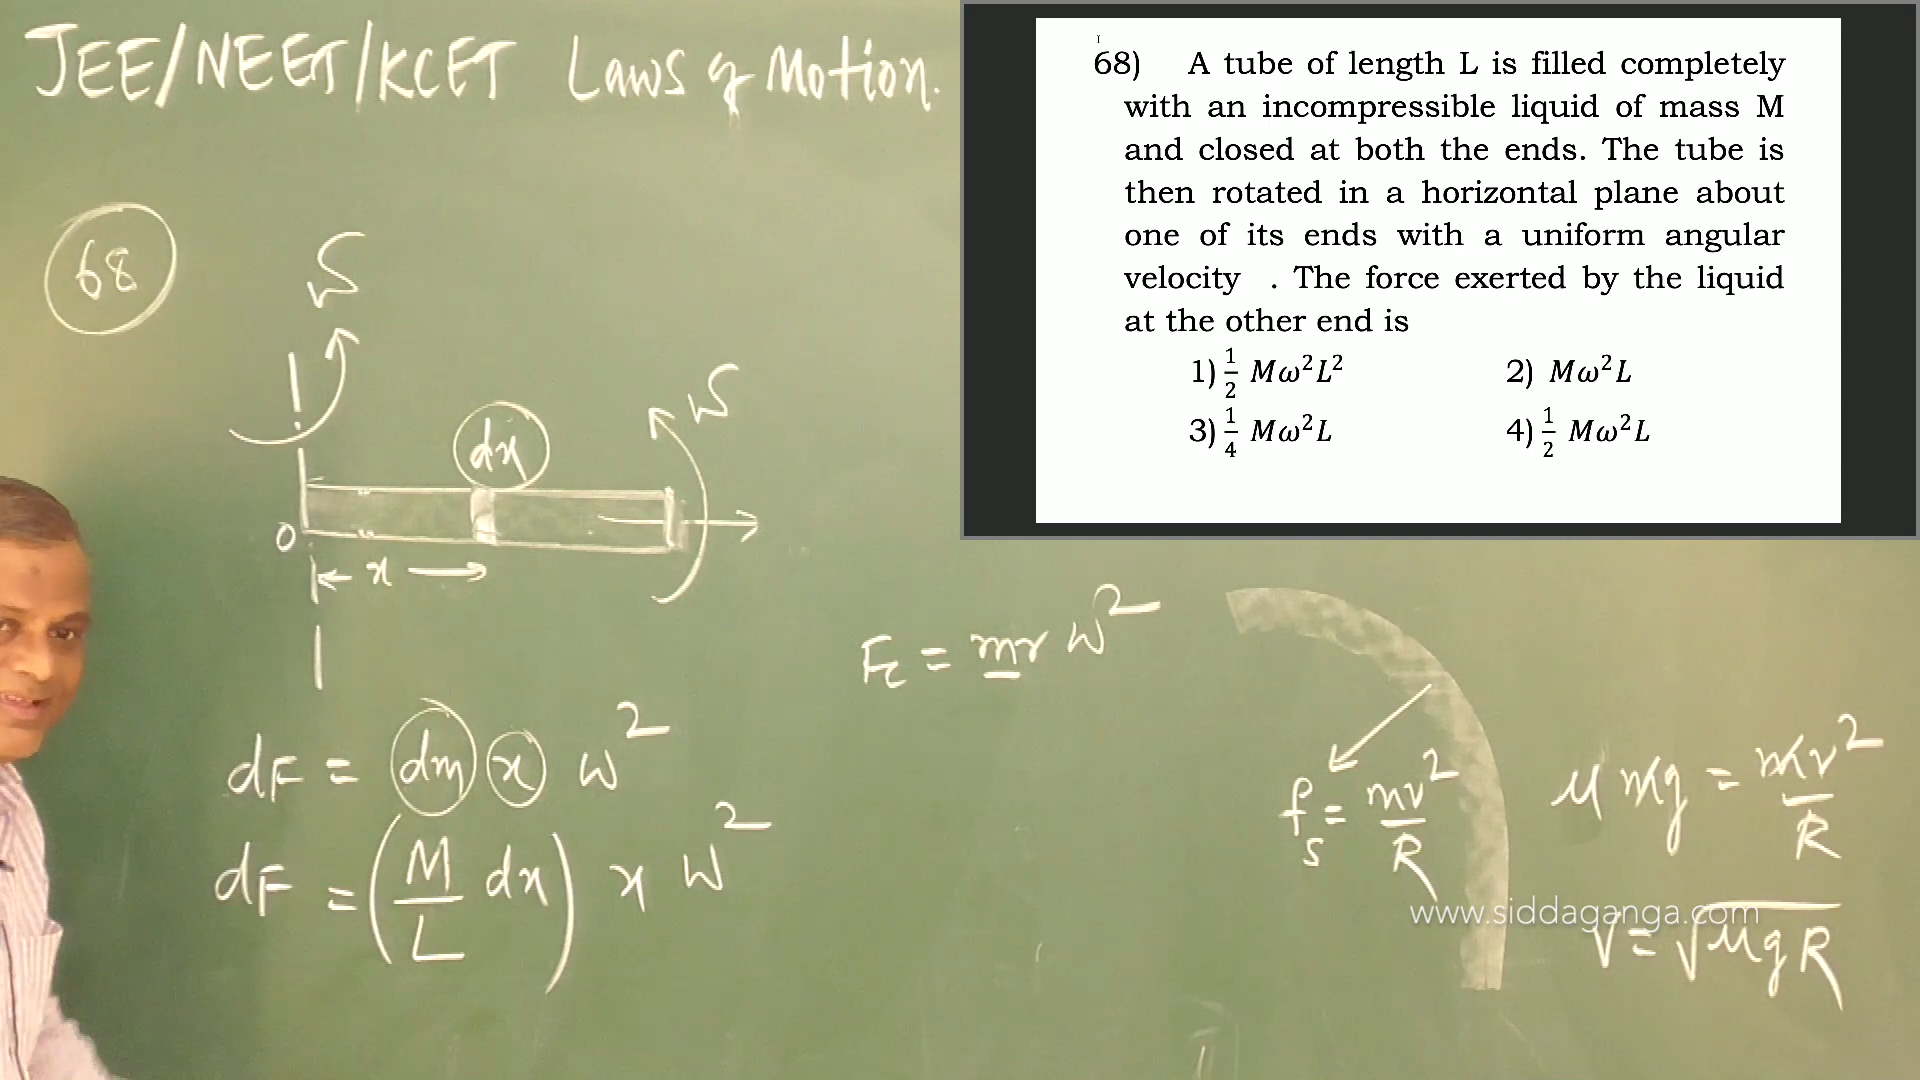 JEE/NEET/KCET Laws of Motion.
68) A tube of length L is filled completely
with an incompressible liquid of mass M
and closed at both the ends. The tube is
then rotated in a horizontal plane about
one of its ends with a uniform angular
velocity . The force exerted by the liquid
at the other end is
1) 1/2 Mω²L² 2) Mω²L
3) 1/4 Mω²L 4) 1/2 Mω²L
68
ω
ω
dx
O
x
F_c = mrω²
dF = dm x ω²
dF = (M/L dx) x ω²
f_s = mv²/R
μmg = mv²/R
v = √μgR
www.siddaganga.com